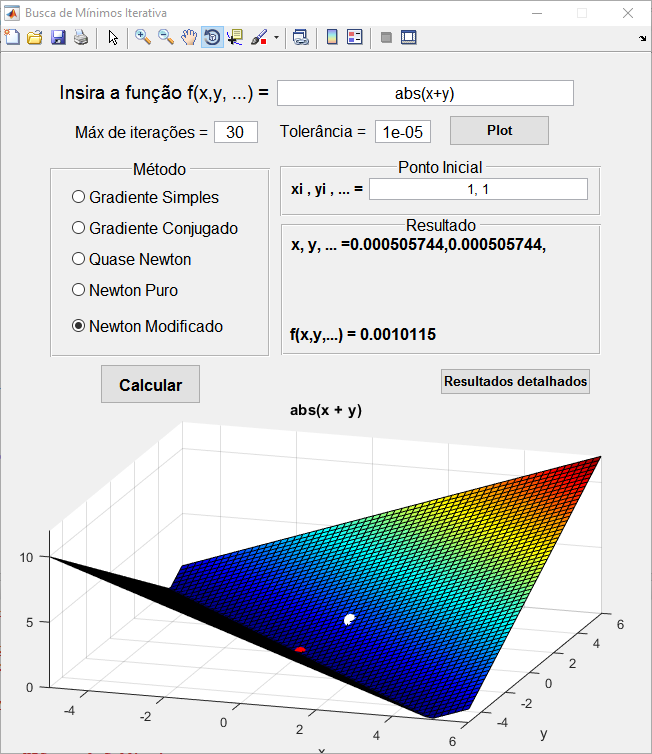 Busca de Mínimos Iterativa
Insira a função f(x,y, ...) = abs(x+y)
Máx de iterações = 30 Tolerância = 1e-05 Plot
Método
Gradiente Simples
Gradiente Conjugado
Quase Newton
Newton Puro
Newton Modificado
Ponto Inicial
xi , yi , ... = 1, 1
Resultado
x, y, ... =0.000505744,0.000505744,
f(x,y,...) = 0.0010115
Calcular
Resultados detalhados
abs(x + y)
10
5
0
-4
-2
0
2
4
6
x
-4
-2
0
2
4
6
y